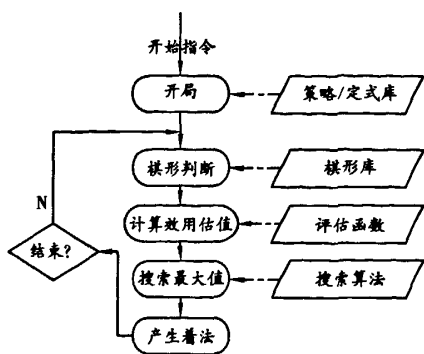 开始指令
开局
策略/定式库
棋形判断
棋形库
N
计算效用估值
评估函数
结束?
搜索最大值
搜索算法
产生着法